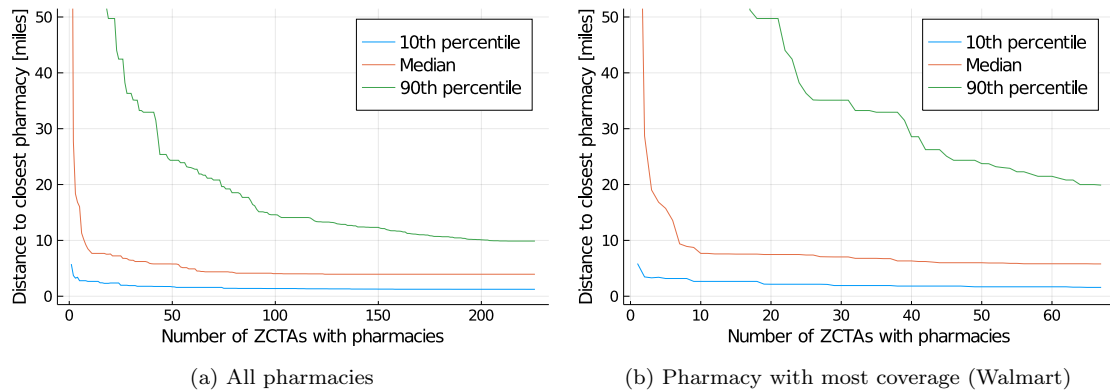 Distance to closest pharmacy [miles]
50
40
30
20
10
0
0
50
100
150
200
Number of ZCTAs with pharmacies
10th percentile
Median
90th percentile
(a) All pharmacies
Distance to closest pharmacy [miles]
50
40
30
20
10
0
0
10
20
30
40
50
60
Number of ZCTAs with pharmacies
10th percentile
Median
90th percentile
(b) Pharmacy with most coverage (Walmart)